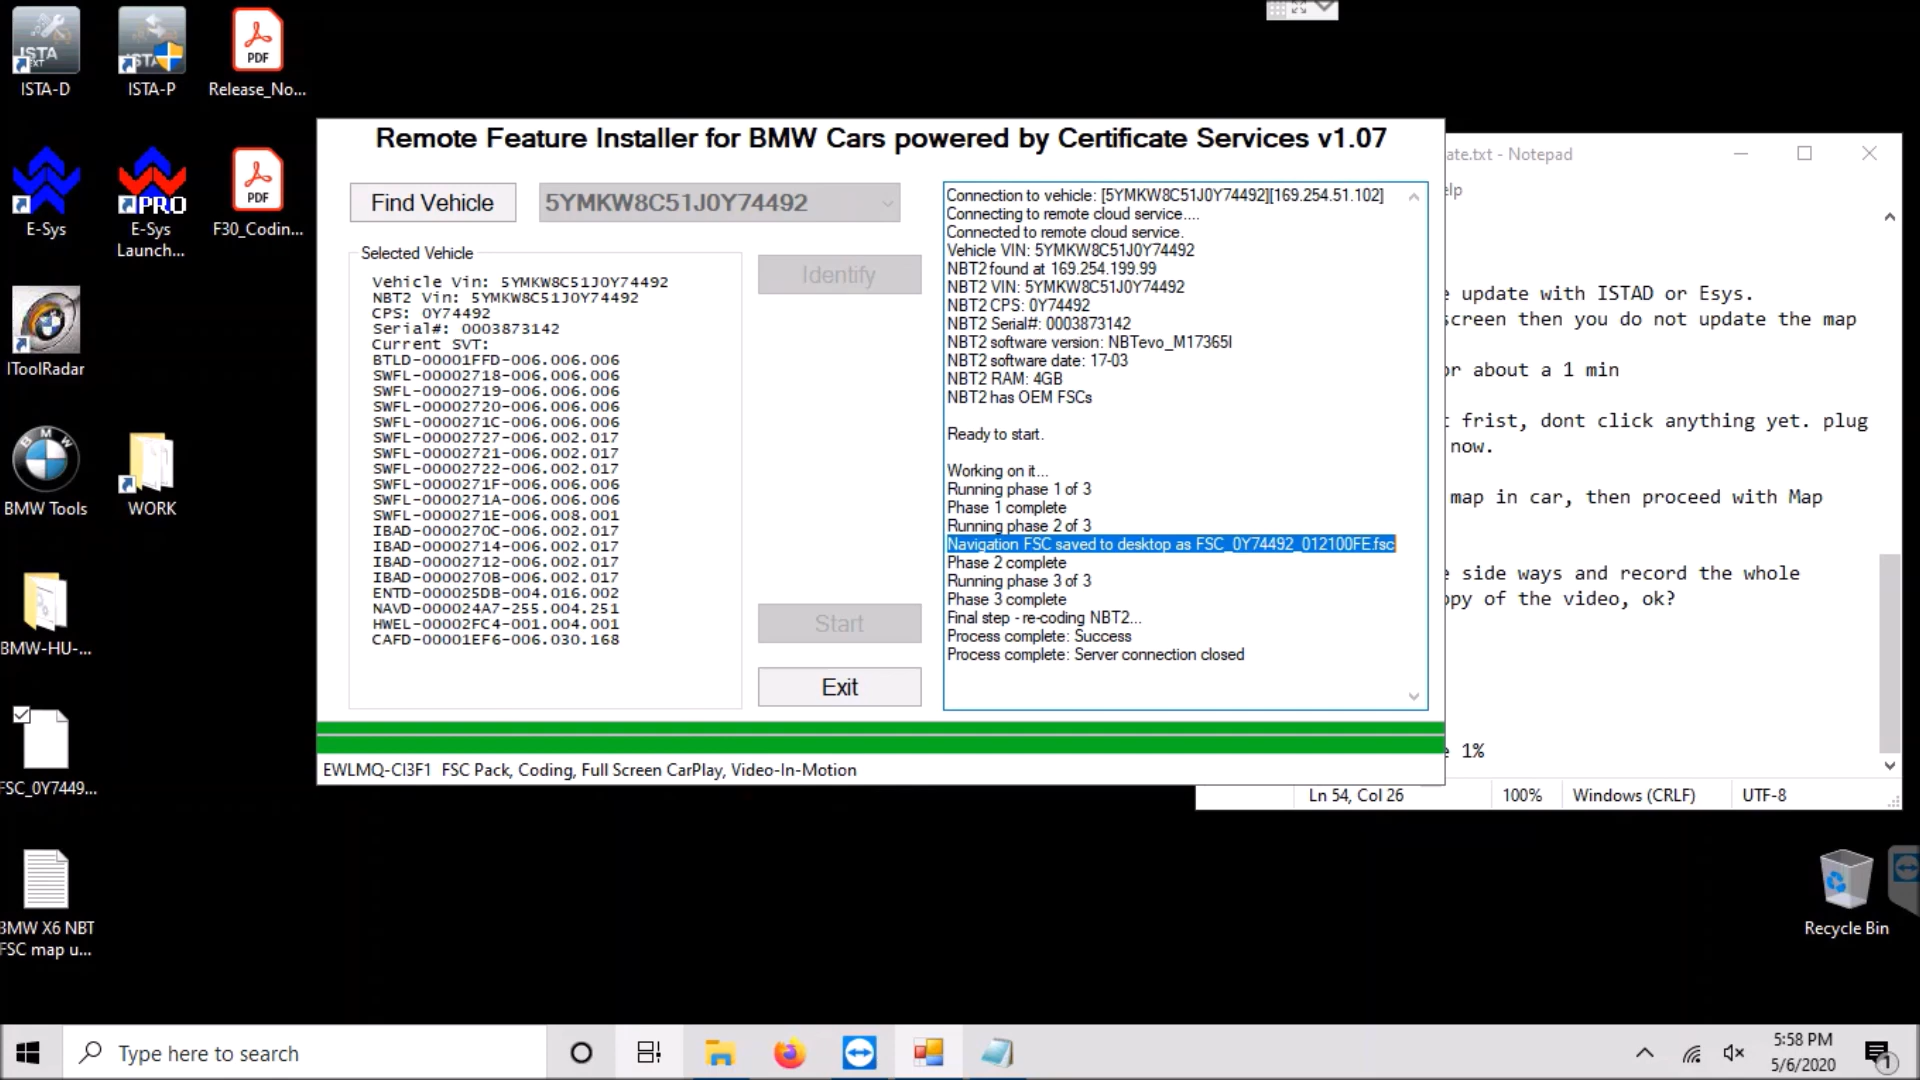 ISTA-D
ISTA-P
Release_No...
E-Sys
E-Sys
Launch...
F30_Codin...
IToolRadar
BMW Tools
WORK
BMW-HU-...
FSC_0Y7449...
BMW X6 NBT
FSC map u...
Remote Feature Installer for BMW Cars powered by Certificate Services v1.07
Find Vehicle
5YMKW8C51J0Y74492
Selected Vehicle
Vehicle Vin: 5YMKW8C51J0Y74492
NBT2 Vin: 5YMKW8C51J0Y74492
CPS: 0Y74492
Serial#: 0003873142
Current SVT:
BTLD-00001FFD-006.006.006
SWFL-00002718-006.006.006
SWFL-00002719-006.006.006
SWFL-00002720-006.006.006
SWFL-0000271C-006.006.006
SWFL-00002727-006.002.017
SWFL-00002721-006.002.017
SWFL-00002722-006.002.017
SWFL-0000271F-006.006.006
SWFL-0000271A-006.006.006
SWFL-0000271E-006.008.001
IBAD-0000270C-006.002.017
IBAD-00002714-006.002.017
IBAD-00002712-006.002.017
IBAD-0000270B-006.002.017
ENTD-000025DB-004.016.002
NAVD-000024A7-255.004.251
HWEL-00002FC4-001.004.001
CAFD-00001EF6-006.030.168
Identify
Start
Exit
Connection to vehicle: [5YMKW8C51J0Y74492][169.254.51.102]
Connecting to remote cloud service....
Connected to remote cloud service.
Vehicle VIN: 5YMKW8C51J0Y74492
NBT2 found at 169.254.199.99
NBT2 VIN: 5YMKW8C51J0Y74492
NBT2 CPS: 0Y74492
NBT2 Serial#: 0003873142
NBT2 software version: NBTevo_M17365I
NBT2 software date: 17-03
NBT2 RAM: 4GB
NBT2 has OEM FSCs
Ready to start.
Working on it...
Running phase 1 of 3
Phase 1 complete
Running phase 2 of 3
Navigation FSC saved to desktop as FSC_0Y74492_012100FE.fsc
Phase 2 complete
Running phase 3 of 3
Phase 3 complete
Final step - re-coding NBT2...
Process complete: Success
Process complete: Server connection closed
EWLMQ-CI3F1 FSC Pack, Coding, Full Screen CarPlay, Video-In-Motion
ate.txt - Notepad
elp
e update with ISTAD or Esys.
screen then you do not update the map
or about a 1 min
t frist, dont click anything yet. plug
now.
map in car, then proceed with Map
e side ways and record the whole
opy of the video, ok?
e 1%
Ln 54, Col 26
100%
Windows (CRLF)
UTF-8
Recycle Bin
Type here to search
5:58 PM
5/6/2020
1